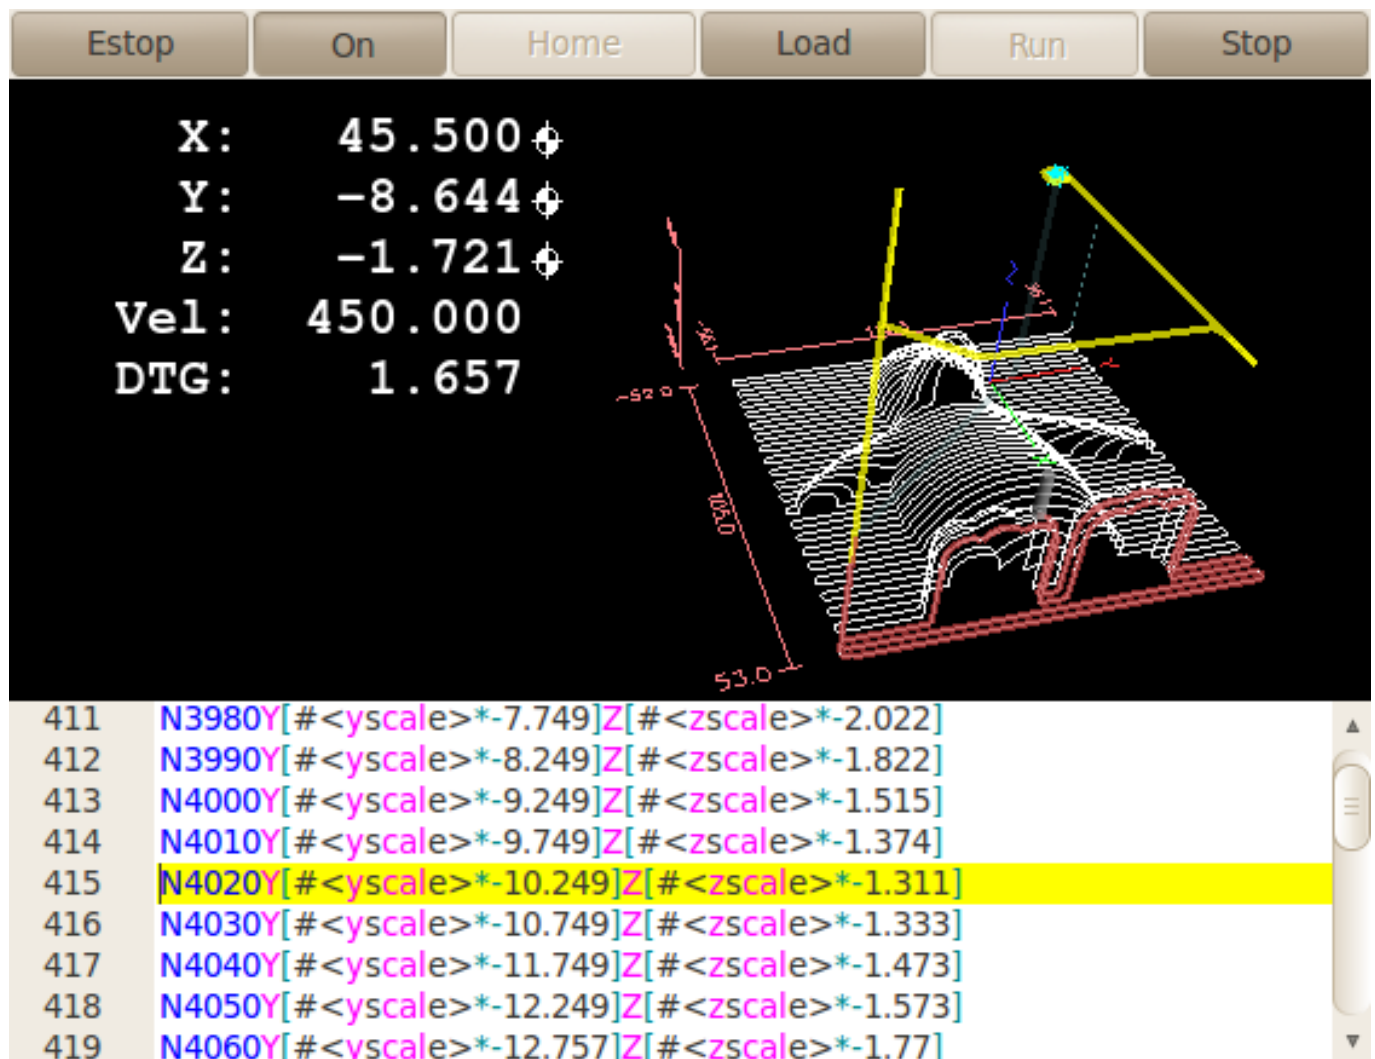 Estop On Home Load Run Stop
X: 45.500
Y: -8.644
Z: -1.721
Vel: 450.000
DTG: 1.657
-52.0
105.0
53.0
411 N3980Y[#<yscale>*-7.749]Z[#<zscale>*-2.022]
412 N3990Y[#<yscale>*-8.249]Z[#<zscale>*-1.822]
413 N4000Y[#<yscale>*-9.249]Z[#<zscale>*-1.515]
414 N4010Y[#<yscale>*-9.749]Z[#<zscale>*-1.374]
415 N4020Y[#<yscale>*-10.249]Z[#<zscale>*-1.311]
416 N4030Y[#<yscale>*-10.749]Z[#<zscale>*-1.333]
417 N4040Y[#<yscale>*-11.749]Z[#<zscale>*-1.473]
418 N4050Y[#<yscale>*-12.249]Z[#<zscale>*-1.573]
419 N4060Y[#<yscale>*-12.757]Z[#<zscale>*-1.77]